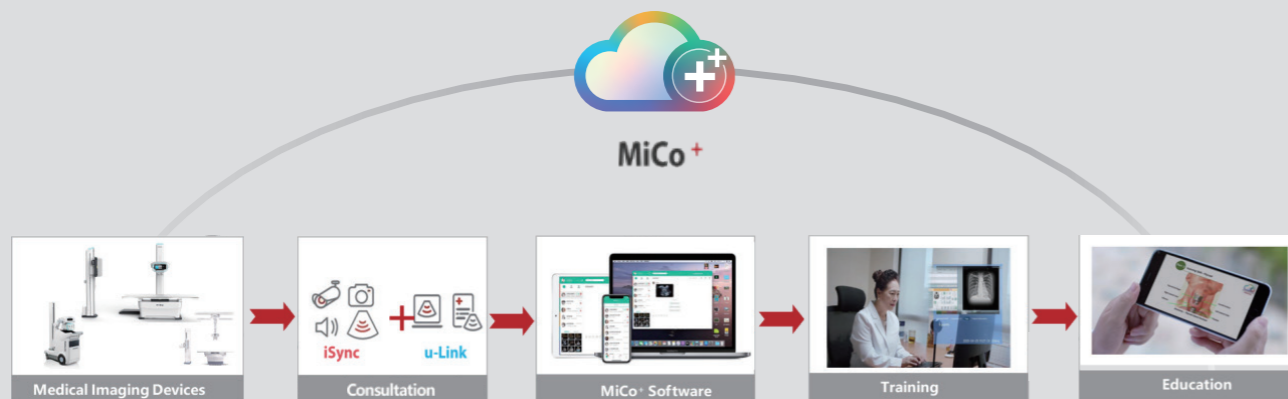 MiCo+
iSync
u-Link
Medical Imaging Devices
Consultation
MiCo+ Software
Training
Education